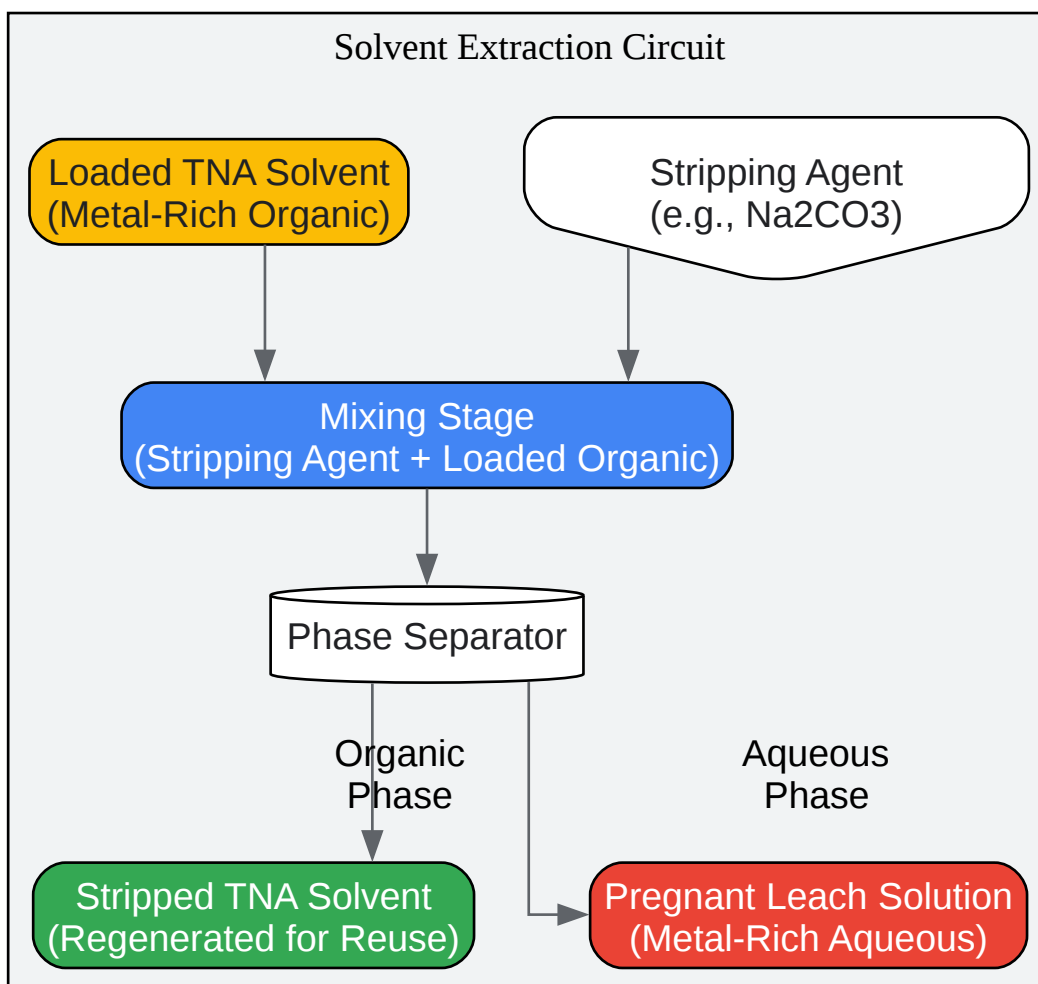 Solvent Extraction Circuit
Loaded TNA Solvent
(Metal-Rich Organic)
Stripping Agent
(e.g., Na2CO3)
Mixing Stage
(Stripping Agent + Loaded Organic)
Phase Separator
Organic
Phase
Aqueous
Phase
Stripped TNA Solvent
(Regenerated for Reuse)
Pregnant Leach Solution
(Metal-Rich Aqueous)